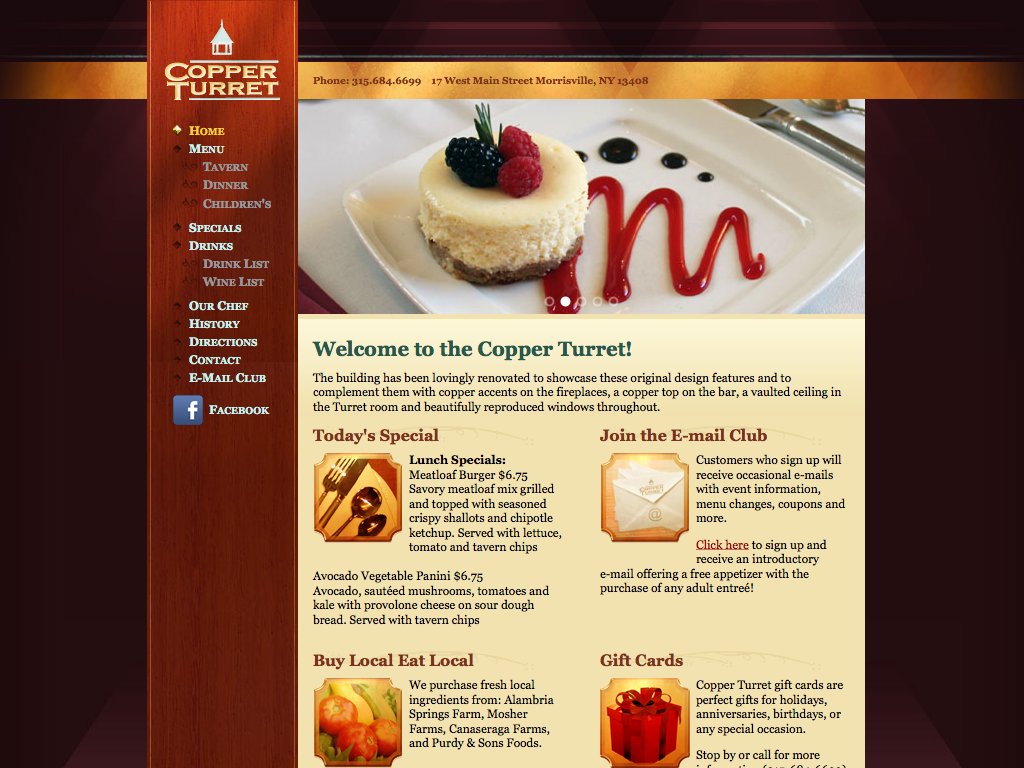 COPPER
TURRET
Phone: 315.684.6699 17 West Main Street Morrisville, NY 13408
Home
Menu
Tavern
Dinner
Children's
Specials
Drinks
Drink List
Wine List
Our Chef
History
Directions
Contact
E-Mail Club
f Facebook
Welcome to the Copper Turret!
The building has been lovingly renovated to showcase these original design features and to
complement them with copper accents on the fireplaces, a copper top on the bar, a vaulted ceiling in
the Turret room and beautifully reproduced windows throughout.
Today's Special
Lunch Specials:
Meatloaf Burger $6.75
Savory meatloaf mix grilled
and topped with seasoned
crispy shallots and chipotle
ketchup. Served with lettuce,
tomato and tavern chips
Avocado Vegetable Panini $6.75
Avocado, sautéed mushrooms, tomatoes and
kale with provolone cheese on sour dough
bread. Served with tavern chips
Join the E-mail Club
COPPER
TURRET
@
Customers who sign up will
receive occasional e-mails
with event information,
menu changes, coupons and
more.
Click here to sign up and
receive an introductory
e-mail offering a free appetizer with the
purchase of any adult entreé!
Buy Local Eat Local
We purchase fresh local
ingredients from: Alambria
Springs Farm, Mosher
Farms, Canaseraga Farms,
and Purdy & Sons Foods.
Gift Cards
Copper Turret gift cards are
perfect gifts for holidays,
anniversaries, birthdays, or
any special occasion.
Stop by or call for more